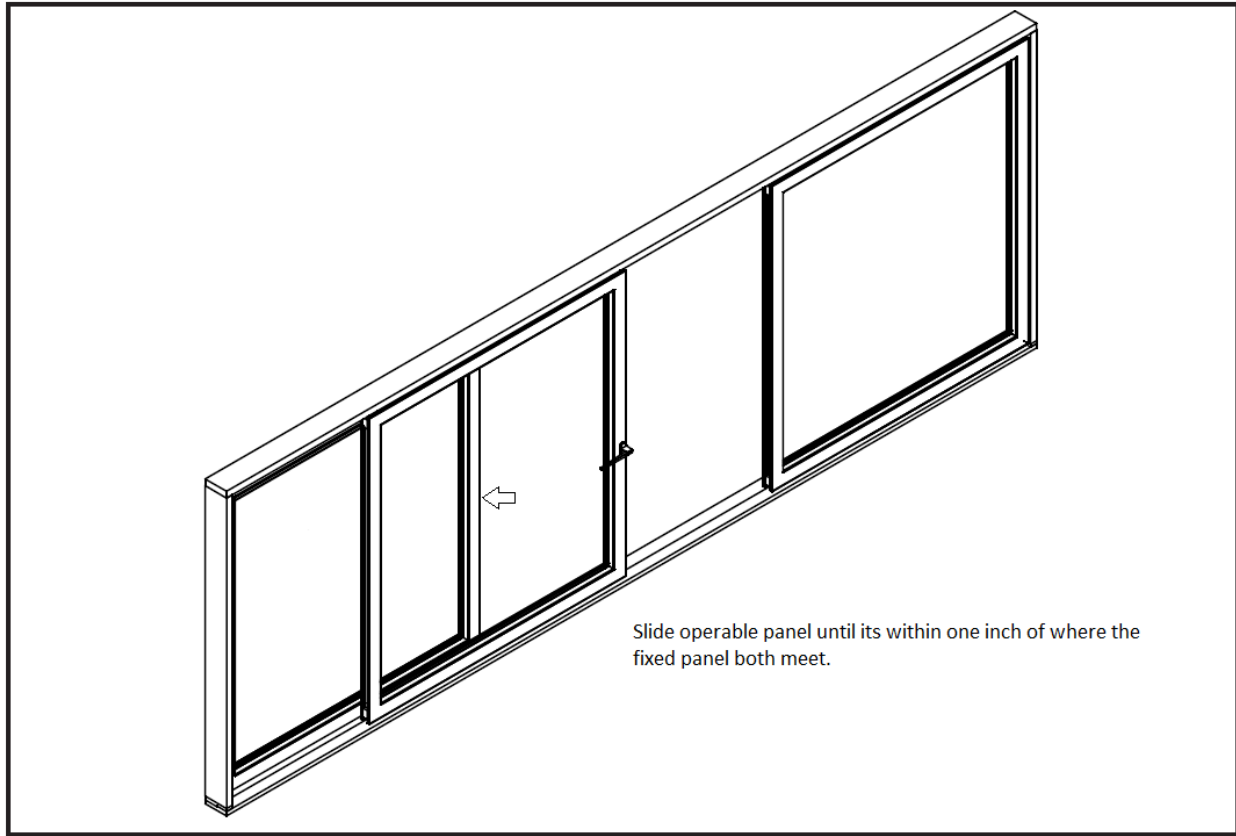 Slide operable panel until its within one inch of where the
fixed panel both meet.